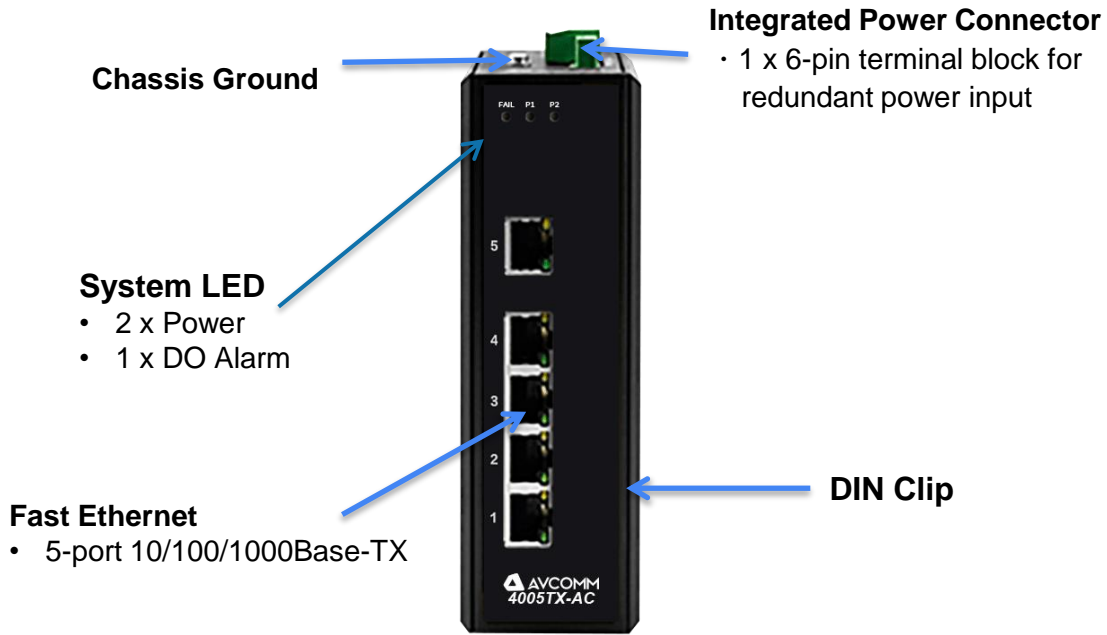 Integrated Power Connector
· 1 x 6-pin terminal block for
redundant power input
Chassis Ground
FAIL P1 P2
5
System LED
• 2 x Power
• 1 x DO Alarm
4
3
2
1
DIN Clip
Fast Ethernet
• 5-port 10/100/1000Base-TX
AVCOMM
4005TX-AC